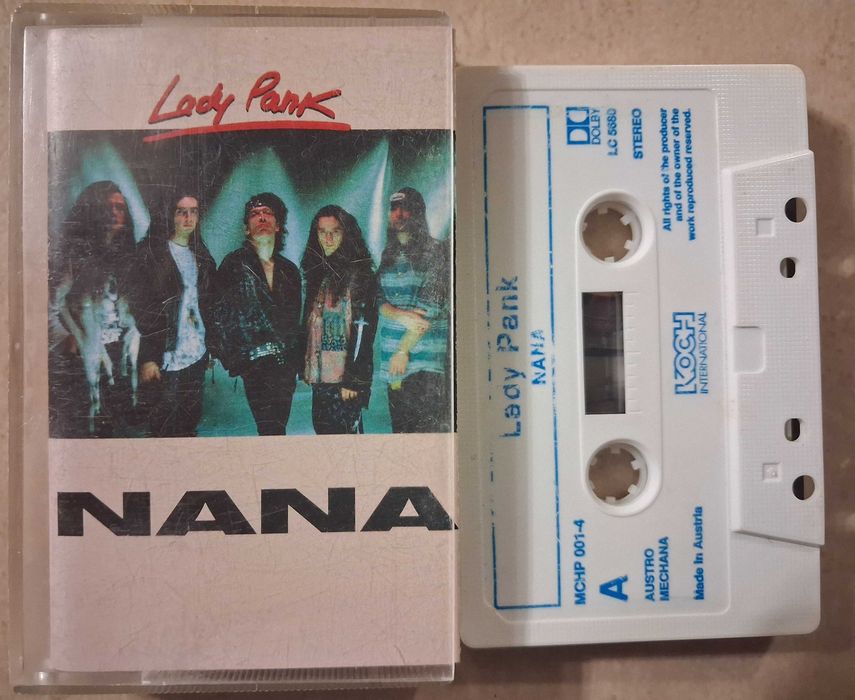 Lady Pank
NANA
Lady Pank
NANA
DOLBY
LC 5680
STEREO
All rights of the producer
and of the owner of the
work reproduced reserved.
KOCH
INTERNATIONAL
MCHP 001-4
A
AUSTRO
MECHANA
Made in Austria